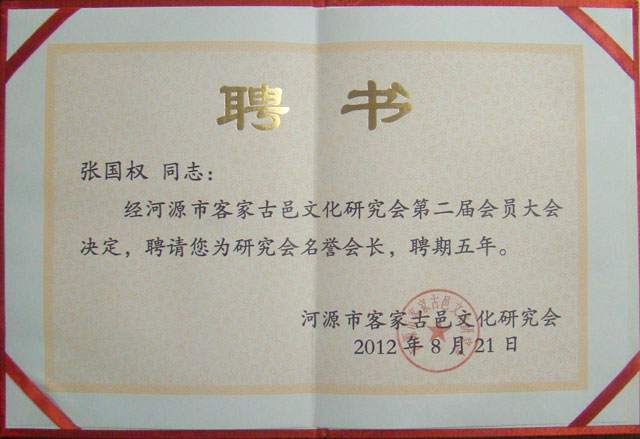 聘书
张国权 同志：
经河源市客家古邑文化研究会第二届会员大会
决定，聘请您为研究会名誉会长，聘期五年。
河源市客家古邑文化研究会
2012 年 8 月 21 日